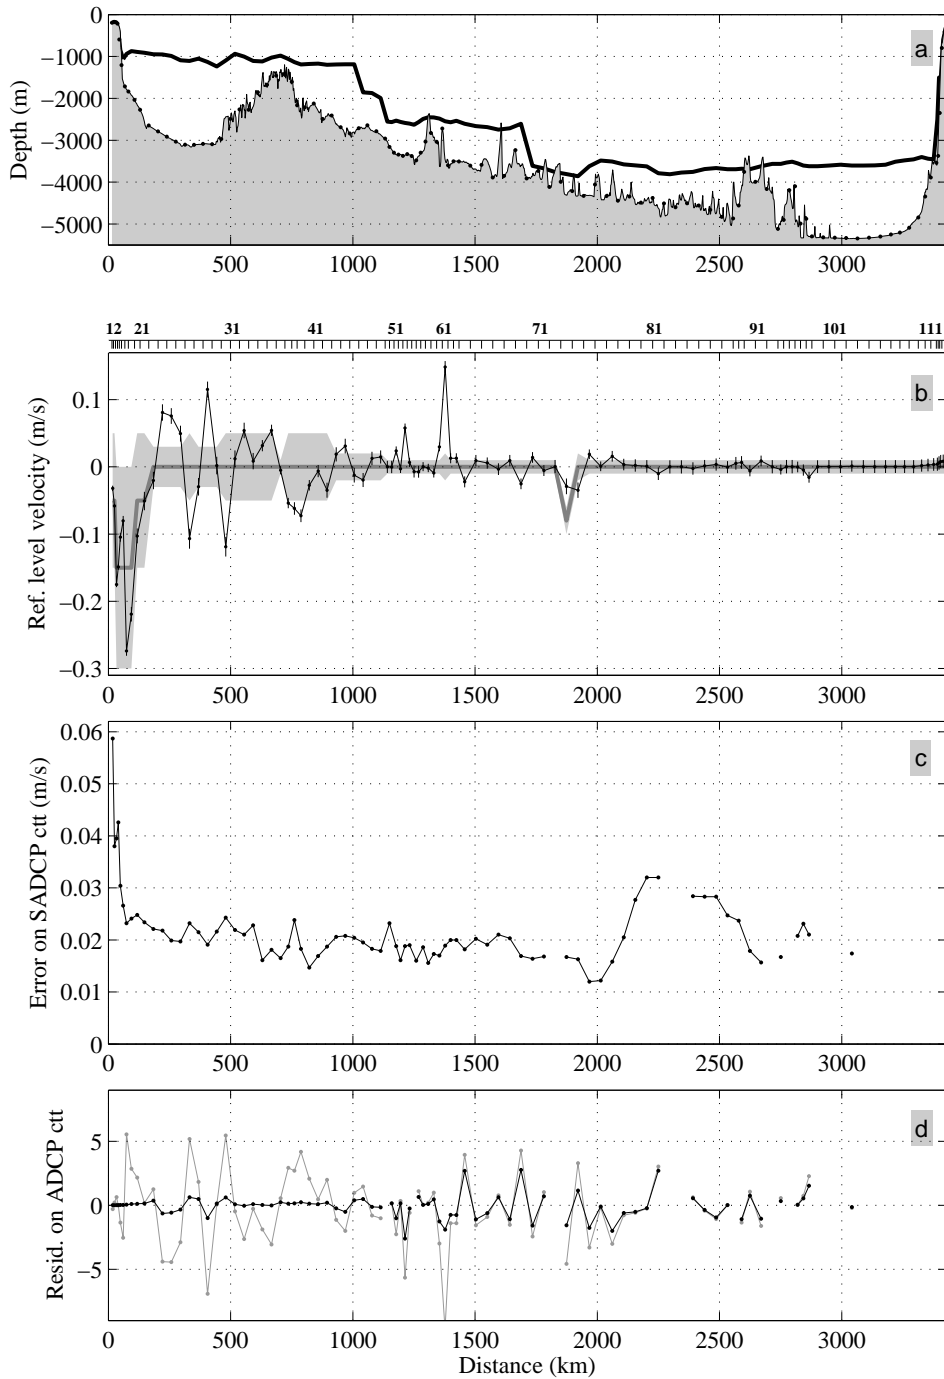 0
−1000
−2000
−3000
−4000
−5000
Depth (m)
a
0 500 1000 1500 2000 2500 3000
12 21 31 41 51 61 71 81 91 101 111
0.1
0
−0.1
−0.2
−0.3
Ref. level velocity (m/s)
b
0 500 1000 1500 2000 2500 3000
0.06
0.05
0.04
0.03
0.02
0.01
0
Error on SADCP ctt (m/s)
c
0 500 1000 1500 2000 2500 3000
5
0
−5
Resid. on ADCP ctt
d
0 500 1000 1500 2000 2500 3000
Distance (km)